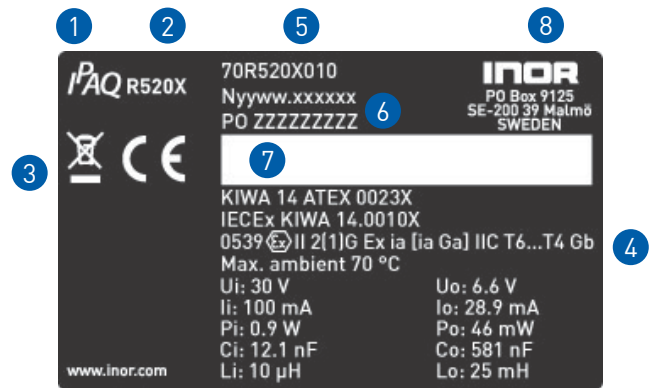 1 2 5 8
IPAQ R520X
70R520X010
Nyyww.xxxxxx
PO ZZZZZZZZZ
6
INOR
PO Box 9125
SE-200 39 Malmö
SWEDEN
3
CE
7
KIWA 14 ATEX 0023X
IECEx KIWA 14.0010X
0539 Ex II 2(1)G Ex ia [ia Ga] IIC T6...T4 Gb
4
Max. ambient 70 °C
Ui: 30 V Uo: 6.6 V
Ii: 100 mA Io: 28.9 mA
Pi: 0.9 W Po: 46 mW
Ci: 12.1 nF Co: 581 nF
Li: 10 µH Lo: 25 mH
www.inor.com